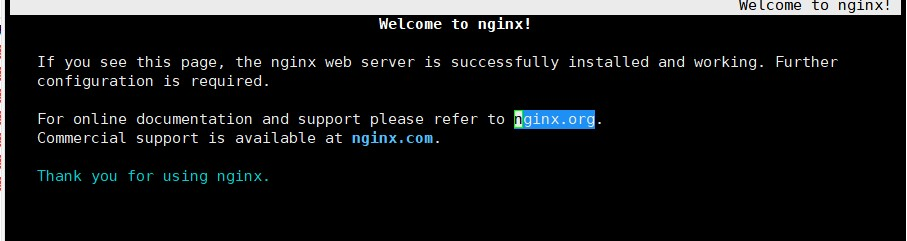 Welcome to nginx!
Welcome to nginx!
If you see this page, the nginx web server is successfully installed and working. Further
configuration is required.
For online documentation and support please refer to nginx.org.
Commercial support is available at nginx.com.
Thank you for using nginx.